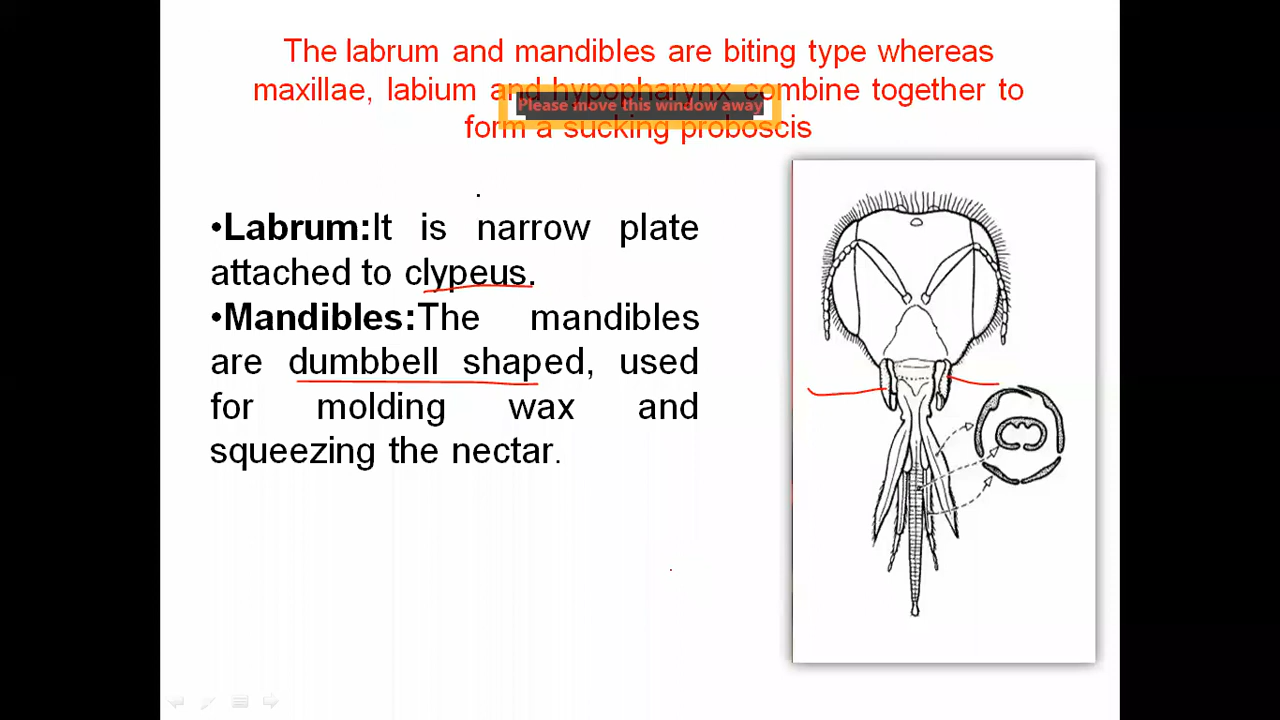 The labrum and mandibles are biting type whereas
maxillae, labium and hypopharynx combine together to
Please move this window away
form a sucking proboscis
•Labrum:It is narrow plate
attached to clypeus.
•Mandibles:The mandibles
are dumbbell shaped, used
for molding wax and
squeezing the nectar.